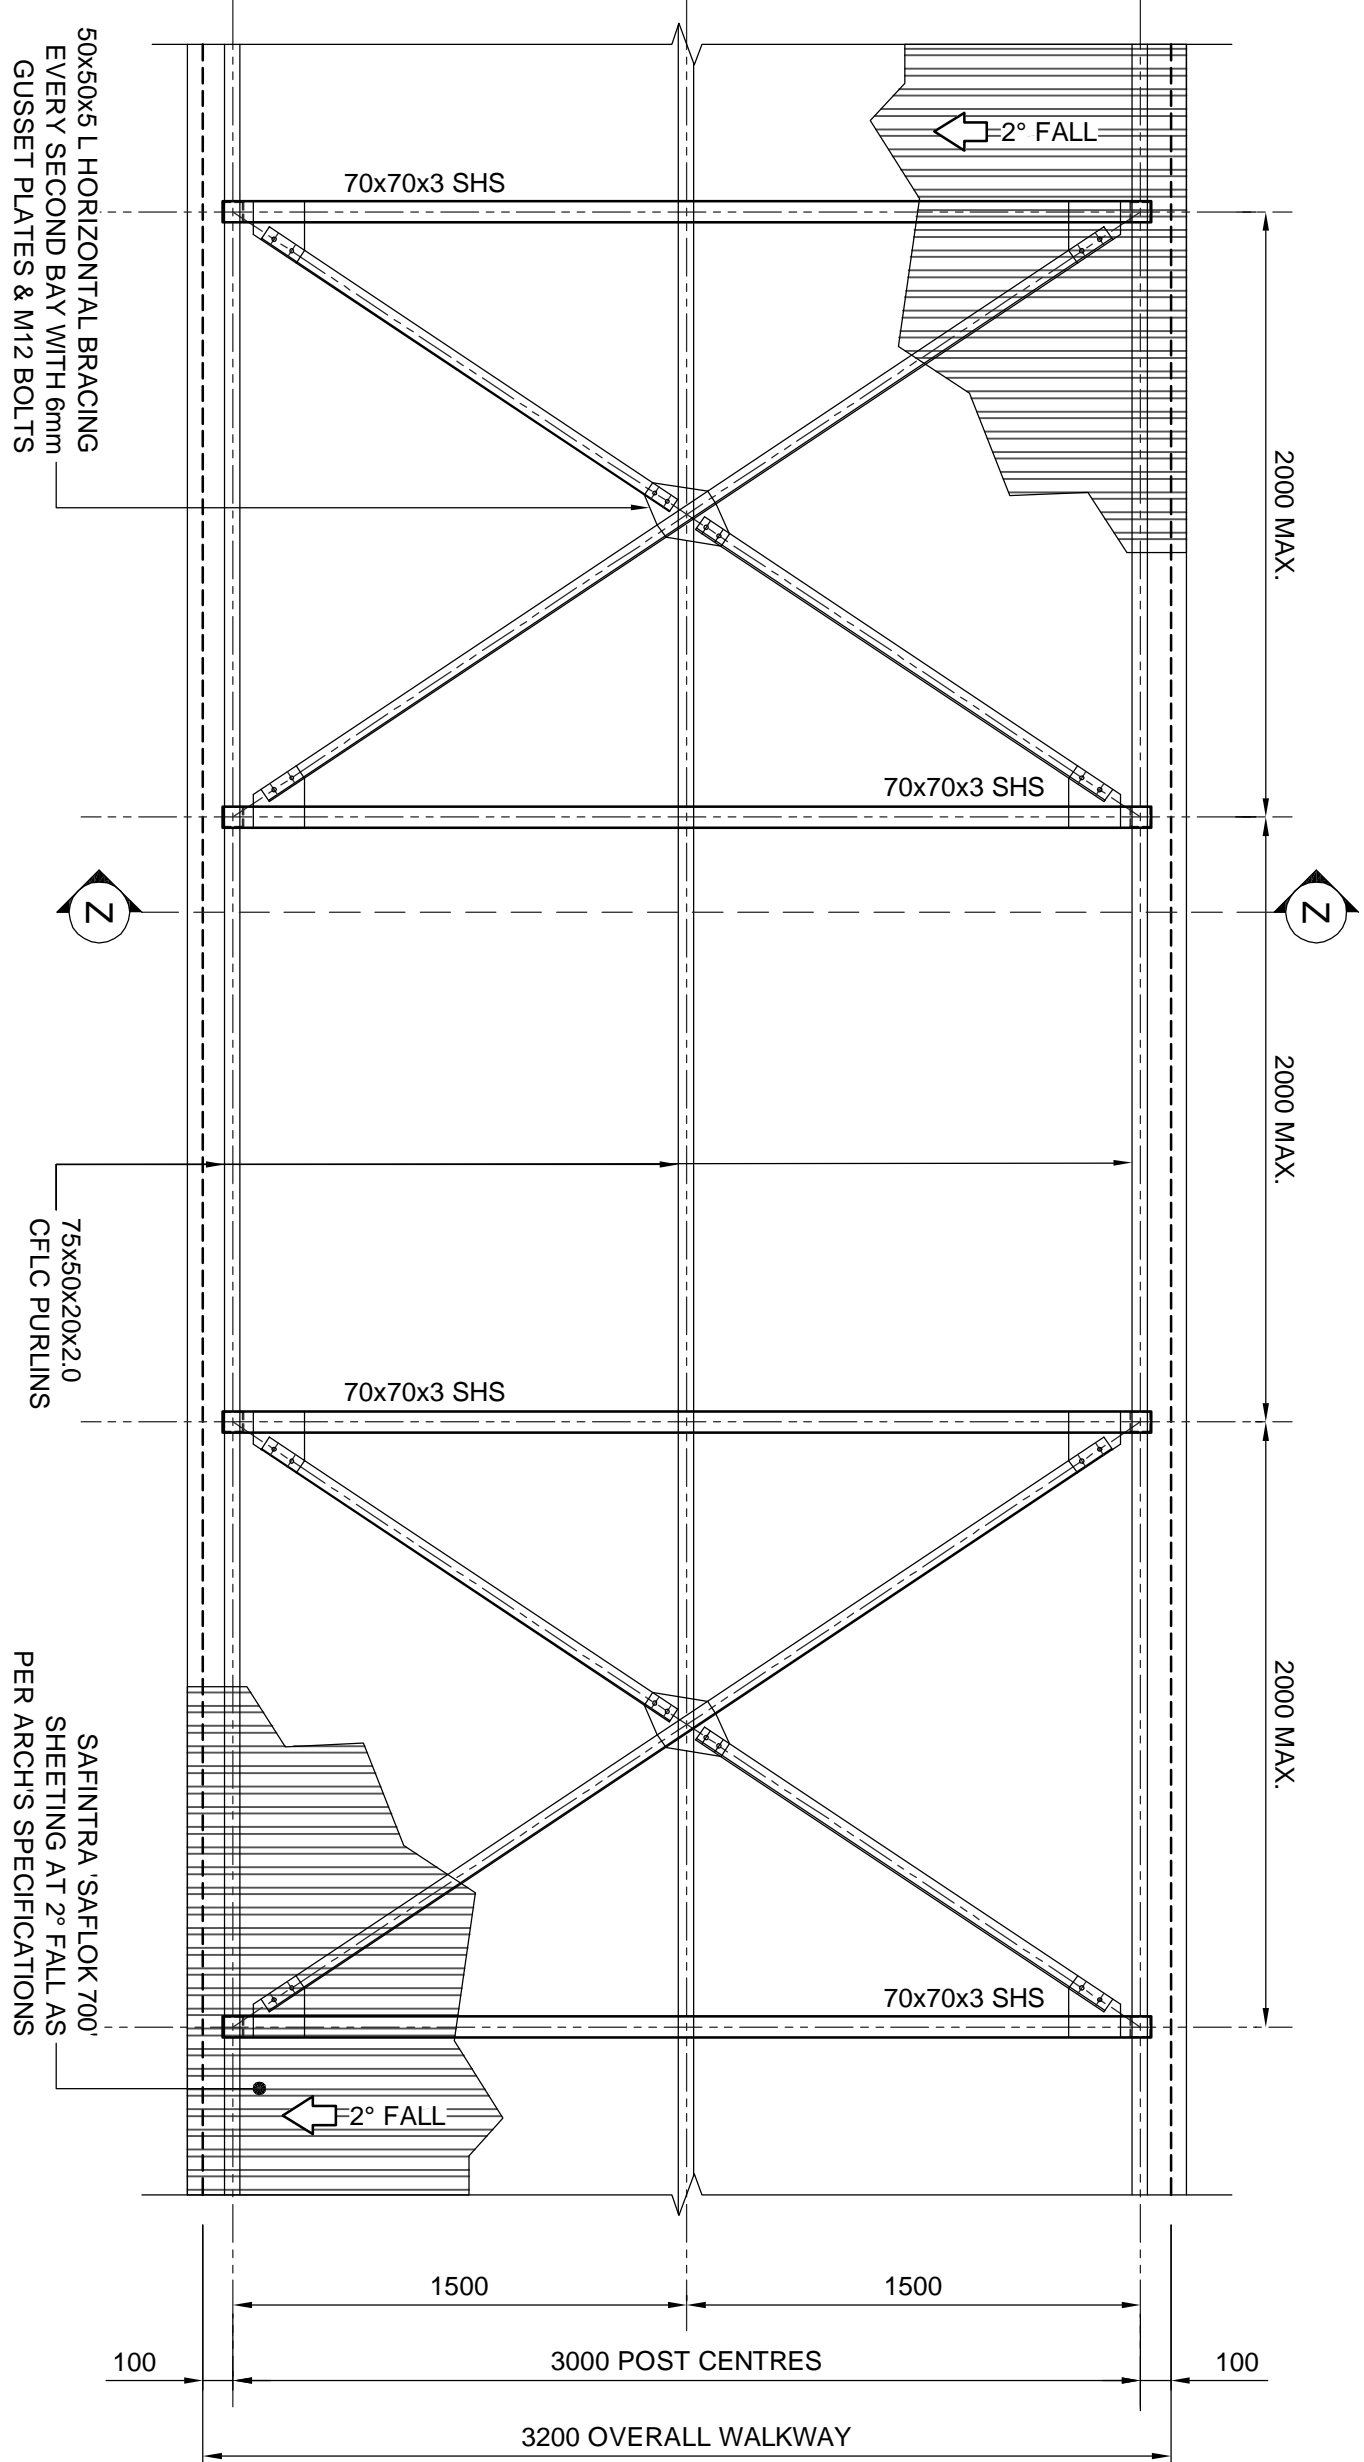 2° FALL
70x70x3 SHS
50x50x5 L HORIZONTAL BRACING
EVERY SECOND BAY WITH 6mm
GUSSET PLATES & M12 BOLTS
2000 MAX.
70x70x3 SHS
Z
Z
2000 MAX.
75x50x20x2.0
CFLC PURLINS
70x70x3 SHS
2000 MAX.
SAFINTRA 'SAFLOK 700'
SHEETING AT 2° FALL AS
PER ARCH'S SPECIFICATIONS
70x70x3 SHS
2° FALL
1500
1500
100
3000 POST CENTRES
100
3200 OVERALL WALKWAY